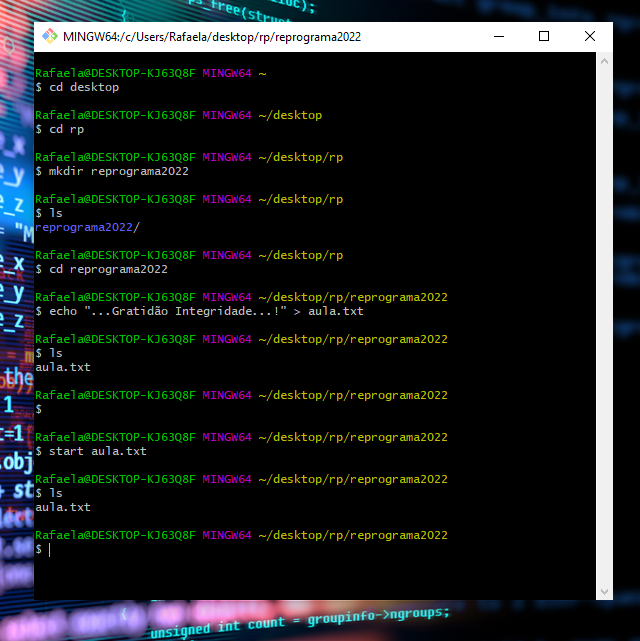 _free(struct
MINGW64:/c/Users/Rafaela/desktop/rp/reprograma2022
Rafaela@DESKTOP-KJ63Q8F MINGW64 ~
$ cd desktop
Rafaela@DESKTOP-KJ63Q8F MINGW64 ~/desktop
$ cd rp
Rafaela@DESKTOP-KJ63Q8F MINGW64 ~/desktop/rp
$ mkdir reprograma2022
Rafaela@DESKTOP-KJ63Q8F MINGW64 ~/desktop/rp
$ ls
reprograma2022/
Rafaela@DESKTOP-KJ63Q8F MINGW64 ~/desktop/rp
$ cd reprograma2022
Rafaela@DESKTOP-KJ63Q8F MINGW64 ~/desktop/rp/reprograma2022
$ echo "...Gratidão Integridade...!" > aula.txt
Rafaela@DESKTOP-KJ63Q8F MINGW64 ~/desktop/rp/reprograma2022
$ ls
aula.txt
Rafaela@DESKTOP-KJ63Q8F MINGW64 ~/desktop/rp/reprograma2022
$
Rafaela@DESKTOP-KJ63Q8F MINGW64 ~/desktop/rp/reprograma2022
$ start aula.txt
Rafaela@DESKTOP-KJ63Q8F MINGW64 ~/desktop/rp/reprograma2022
$ ls
aula.txt
Rafaela@DESKTOP-KJ63Q8F MINGW64 ~/desktop/rp/reprograma2022
$
unsigned int count = groupinfo->ngroups;